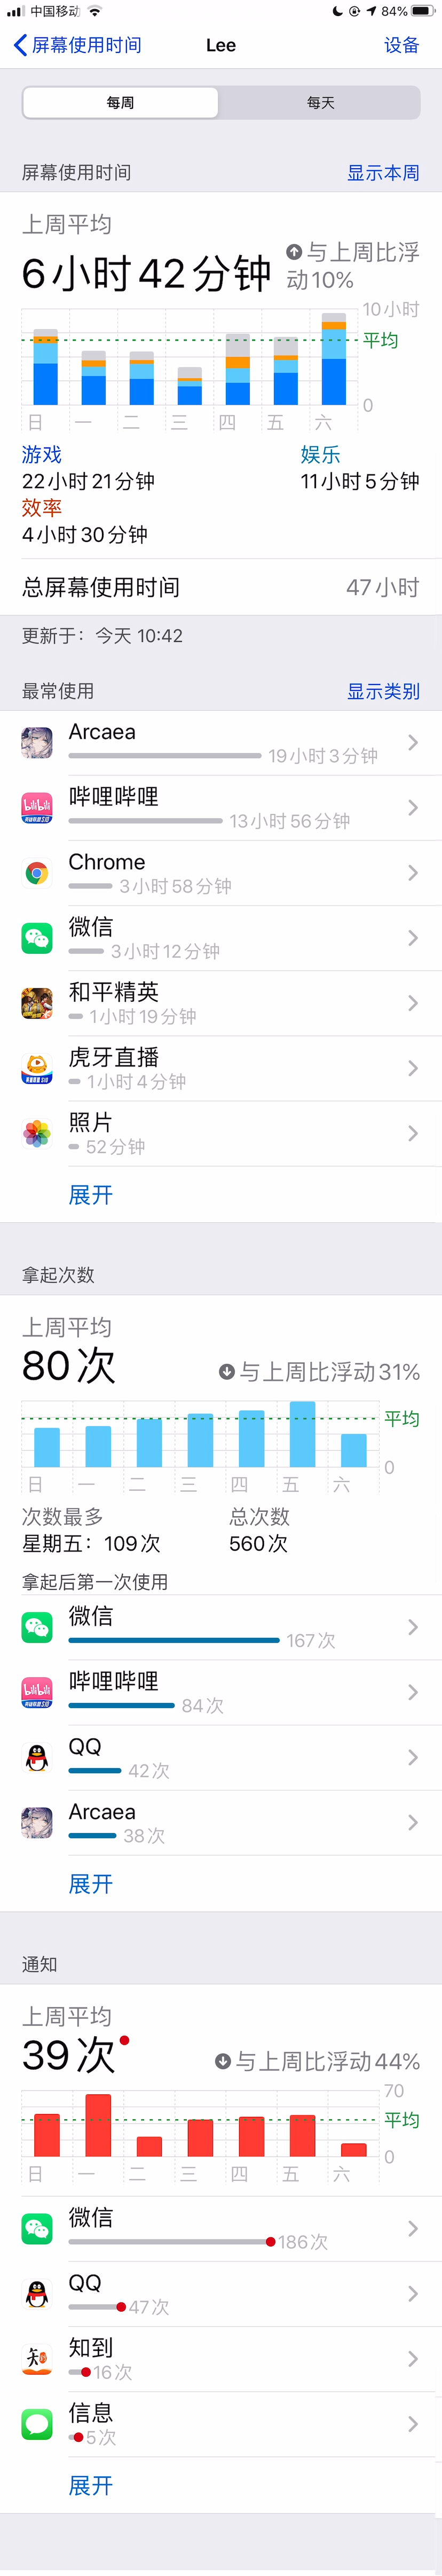 中国移动
84%
屏幕使用时间
Lee
设备
每周
每天
屏幕使用时间
显示本周
上周平均
6小时42分钟
与上周比浮
动10%
10小时
平均
0
日 一 二 三 四 五 六
游戏
娱乐
22小时21分钟
11小时5分钟
效率
4小时30分钟
总屏幕使用时间
47小时
更新于：今天 10:42
最常使用
显示类别
Arcaea
19小时3分钟
哔哩哔哩
13小时56分钟
Chrome
3小时58分钟
微信
3小时12分钟
和平精英
1小时19分钟
虎牙直播
1小时4分钟
照片
52分钟
展开
拿起次数
上周平均
80次
与上周比浮动31%
平均
0
日 一 二 三 四 五 六
次数最多
总次数
星期五：109次
560次
拿起后第一次使用
微信
167次
哔哩哔哩
84次
QQ
42次
Arcaea
38次
展开
通知
上周平均
39次
与上周比浮动44%
70
平均
0
日 一 二 三 四 五 六
微信
186次
QQ
47次
知到
16次
信息
5次
展开